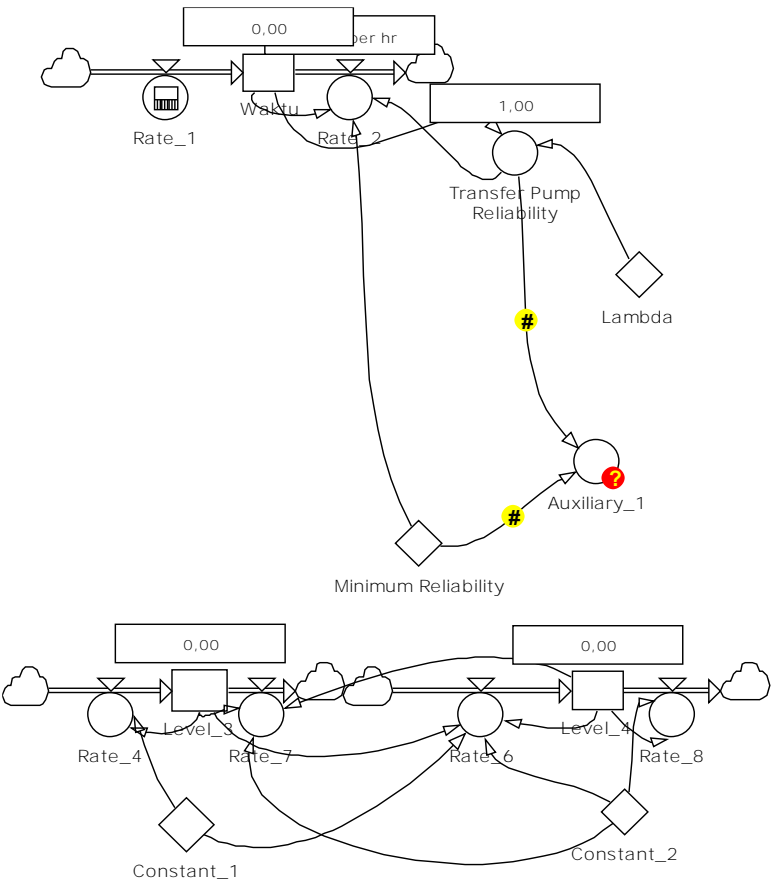 0,00
per hr
Waktu
1,00
Rate_1
Rate_2
Transfer Pump
Reliability
Lambda
#
?
Auxiliary_1
#
Minimum Reliability
0,00
0,00
Level_3
Level_4
Rate_4
Rate_7
Rate_6
Rate_8
Constant_1
Constant_2